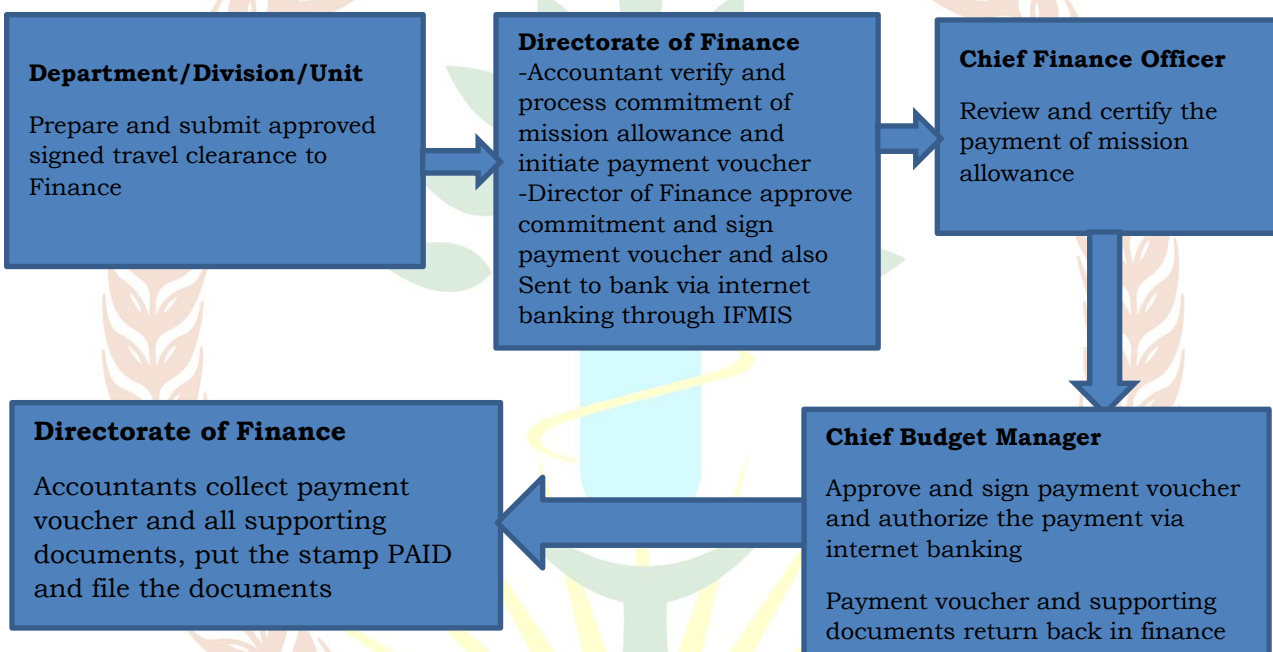 Department/Division/Unit
Prepare and submit approved
signed travel clearance to
Finance
Directorate of Finance
-Accountant verify and
process commitment of
mission allowance and
initiate payment voucher
-Director of Finance approve
commitment and sign
payment voucher and also
Sent to bank via internet
banking through IFMIS
Chief Finance Officer
Review and certify the
payment of mission
allowance
Chief Budget Manager
Approve and sign payment voucher
and authorize the payment via
internet banking
Payment voucher and supporting
documents return back in finance
Directorate of Finance
Accountants collect payment
voucher and all supporting
documents, put the stamp PAID
and file the documents